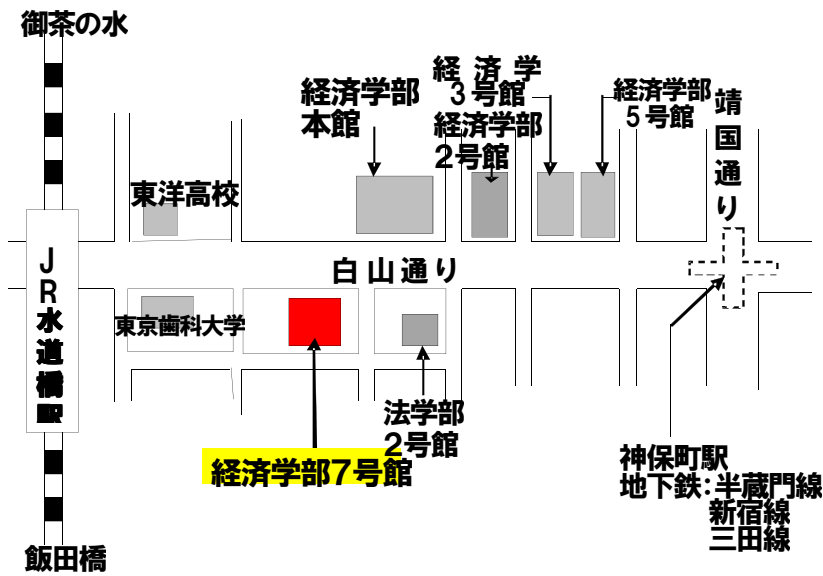 御茶の水
経済学
3号館
経済学部
5号館
靖国通り
経済学部
本館
経済学部
2号館
東洋高校
白山通り
JR水道橋駅
東京歯科大学
法学部
2号館
経済学部7号館
神保町駅
地下鉄:半蔵門線
新宿線
三田線
飯田橋